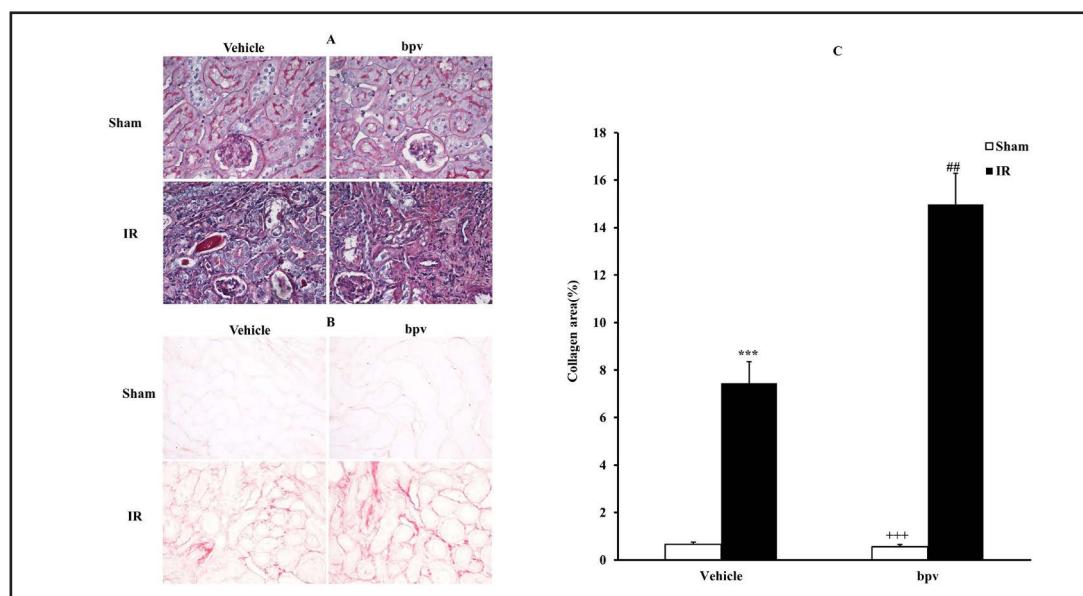 A
Vehicle bpv
Sham
IR
B
Vehicle bpv
Sham
IR
C
Sham
IR
18
16
14
12
10
8
6
4
2
0
Collagen area(%)
***
+++
##
Vehicle bpv